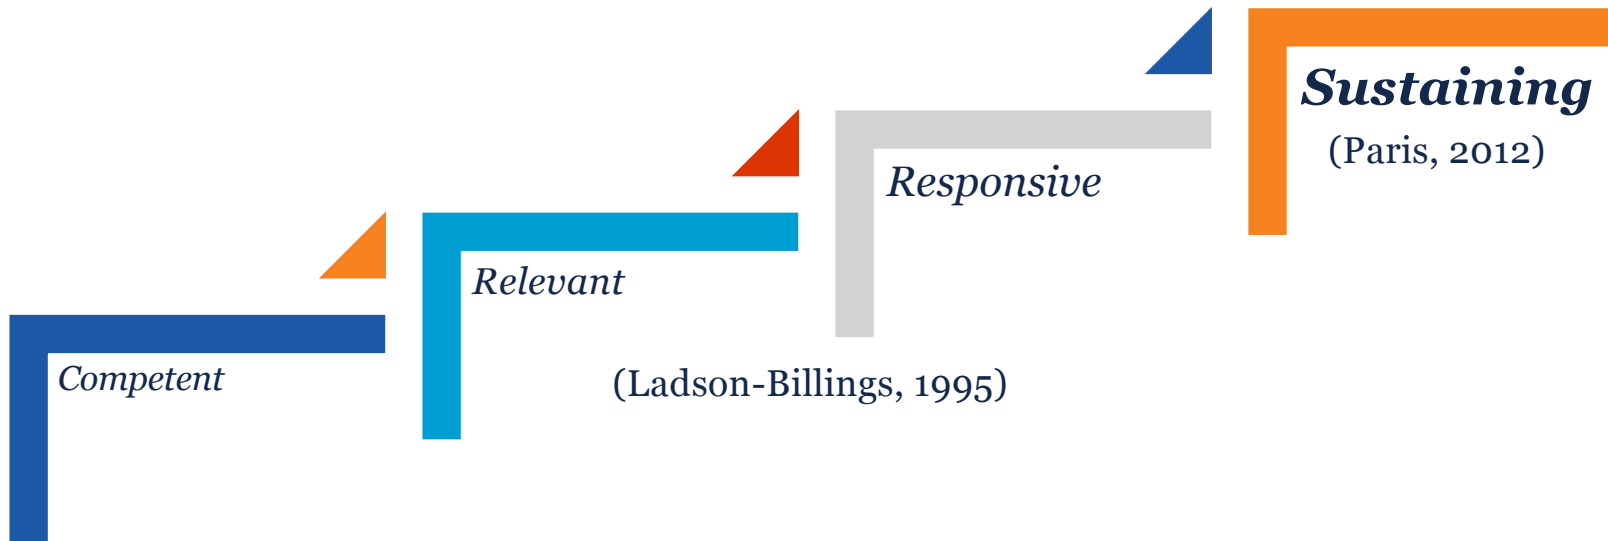 Sustaining
(Paris, 2012)
Responsive
Relevant
(Ladson-Billings, 1995)
Competent